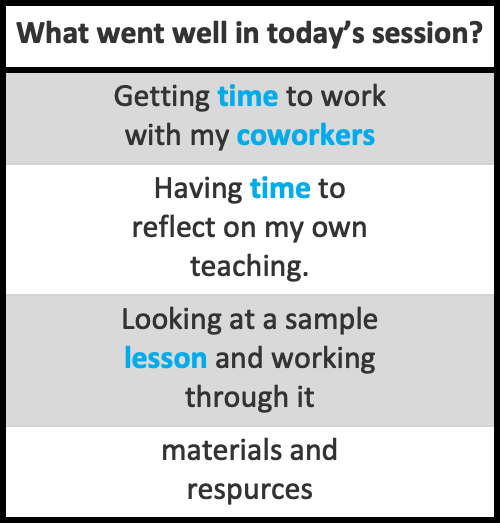 What went well in today’s session?
Getting time to work
with my coworkers
Having time to
reflect on my own
teaching.
Looking at a sample
lesson and working
through it
materials and
respurces